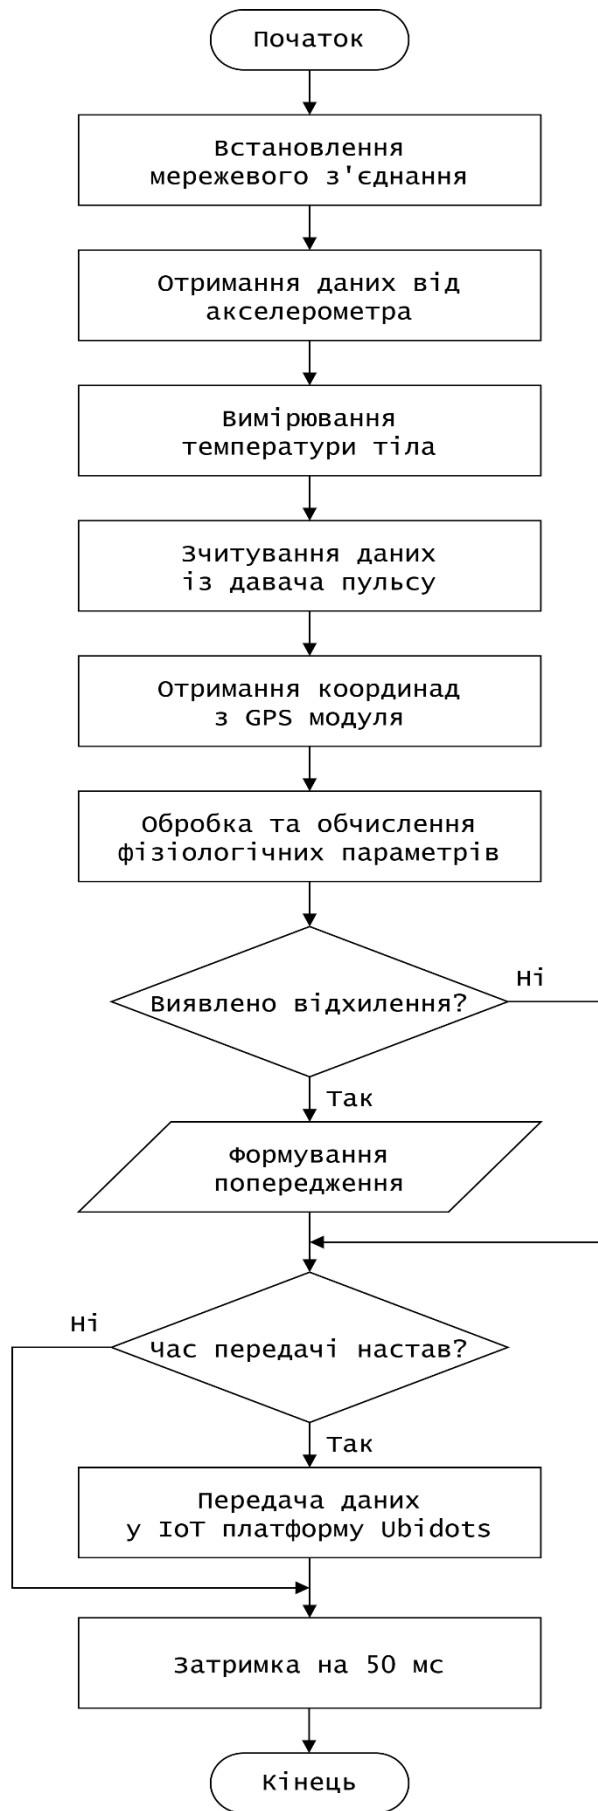 Початок
Встановлення
мережевого з'єднання
Отримання даних від
акселерометра
Вимірювання
температури тіла
Зчитування даних
із давача пульсу
Отримання координад
з GPS модуля
Обробка та обчислення
фізіологічних параметрів
Виявлено відхилення?
Ні
Так
Формування
попередження
Ні
Час передачі настав?
Так
Передача даних
у IoT платформу Ubidots
Затримка на 50 мс
Кінець